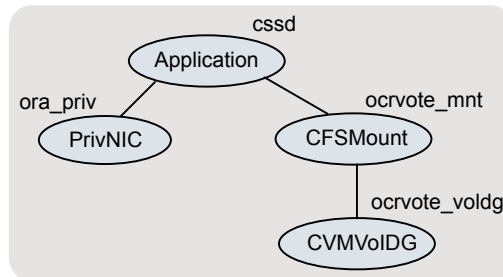 cssd
Application
ora_priv
ocrvote_mnt
PrivNIC
CFSMount
ocrvote_voldg
CVMVolDG